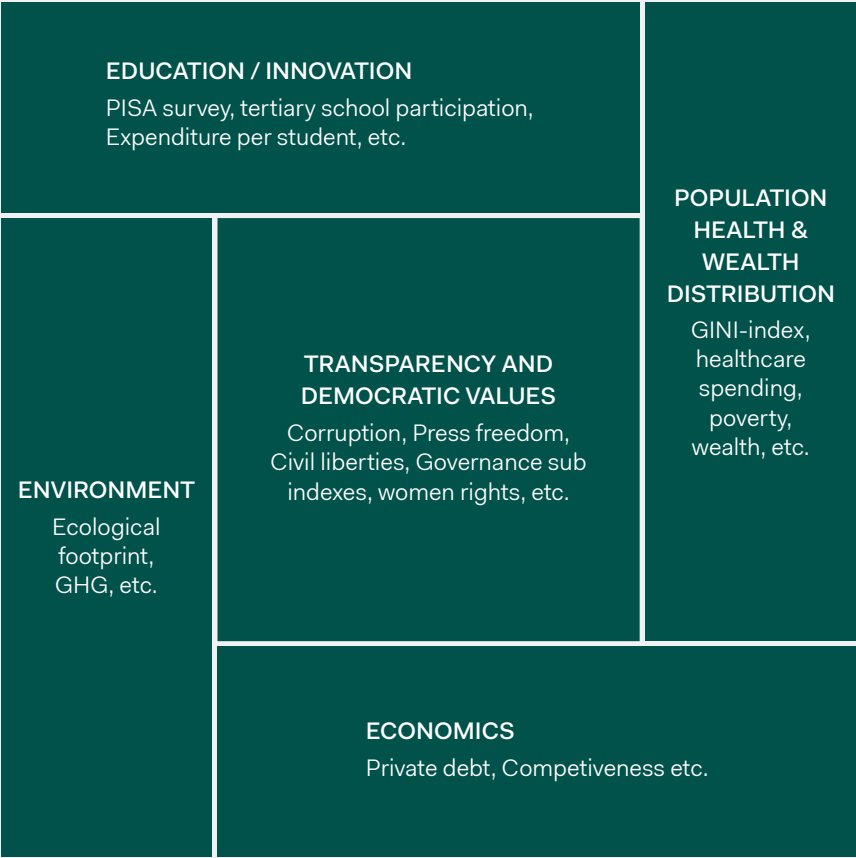 EDUCATION / INNOVATION
PISA survey, tertiary school participation,
Expenditure per student, etc.
POPULATION
HEALTH &
WEALTH
DISTRIBUTION
GINI-index,
healthcare
spending,
poverty,
wealth, etc.
TRANSPARENCY AND
DEMOCRATIC VALUES
Corruption, Press freedom,
Civil liberties, Governance sub
indexes, women rights, etc.
ENVIRONMENT
Ecological
footprint,
GHG, etc.
ECONOMICS
Private debt, Competiveness etc.